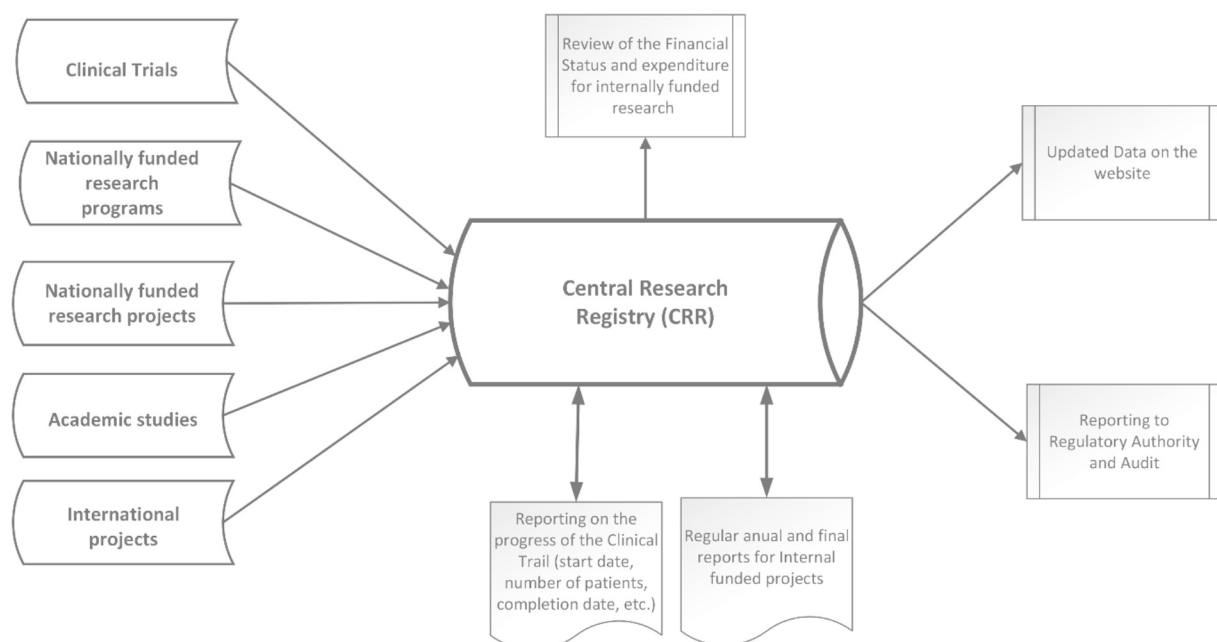 Clinical Trials
Nationally funded
research
programs
Nationally funded
research projects
Academic studies
International
projects
Review of the Financial
Status and expenditure
for internally funded
research
Central Research
Registry (CRR)
Updated Data on the
website
Reporting to
Regulatory Authority
and Audit
Reporting on the
progress of the Clinical
Trail (start date,
number of patients,
completion date, etc.)
Regular anual and final
reports for Internal
funded projects